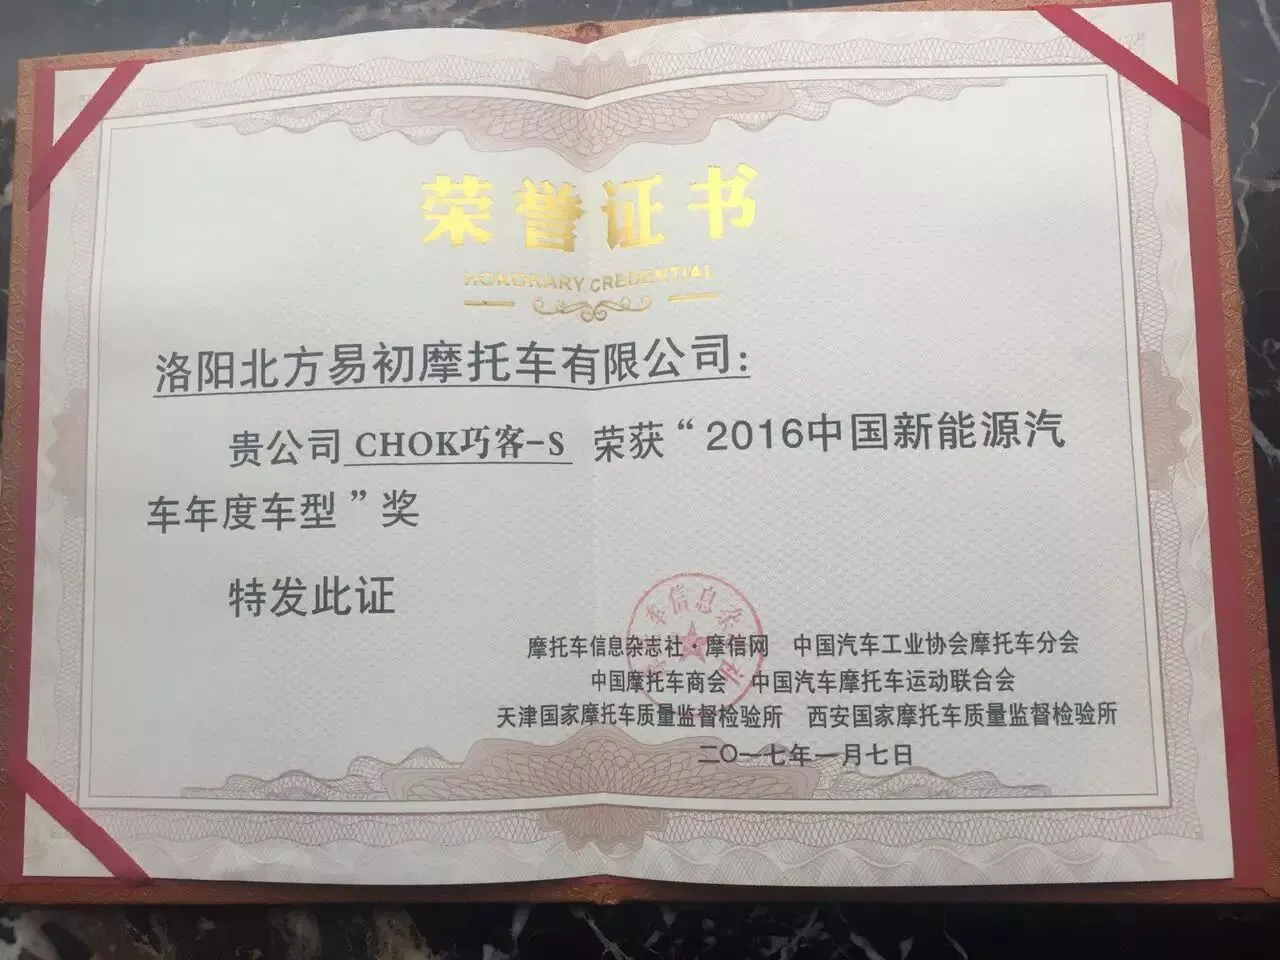 荣誉证书
HONORARY CREDENTIAL
洛阳北方易初摩托车有限公司：
贵公司 CHOK巧客-S 荣获“2016中国新能源汽
车年度车型”奖
特发此证
车信息杂
摩托车信息杂志社·摩信网 中国汽车工业协会摩托车分会
中国摩托车商会 中国汽车摩托车运动联合会
天津国家摩托车质量监督检验所 西安国家摩托车质量监督检验所
二〇一七年一月七日